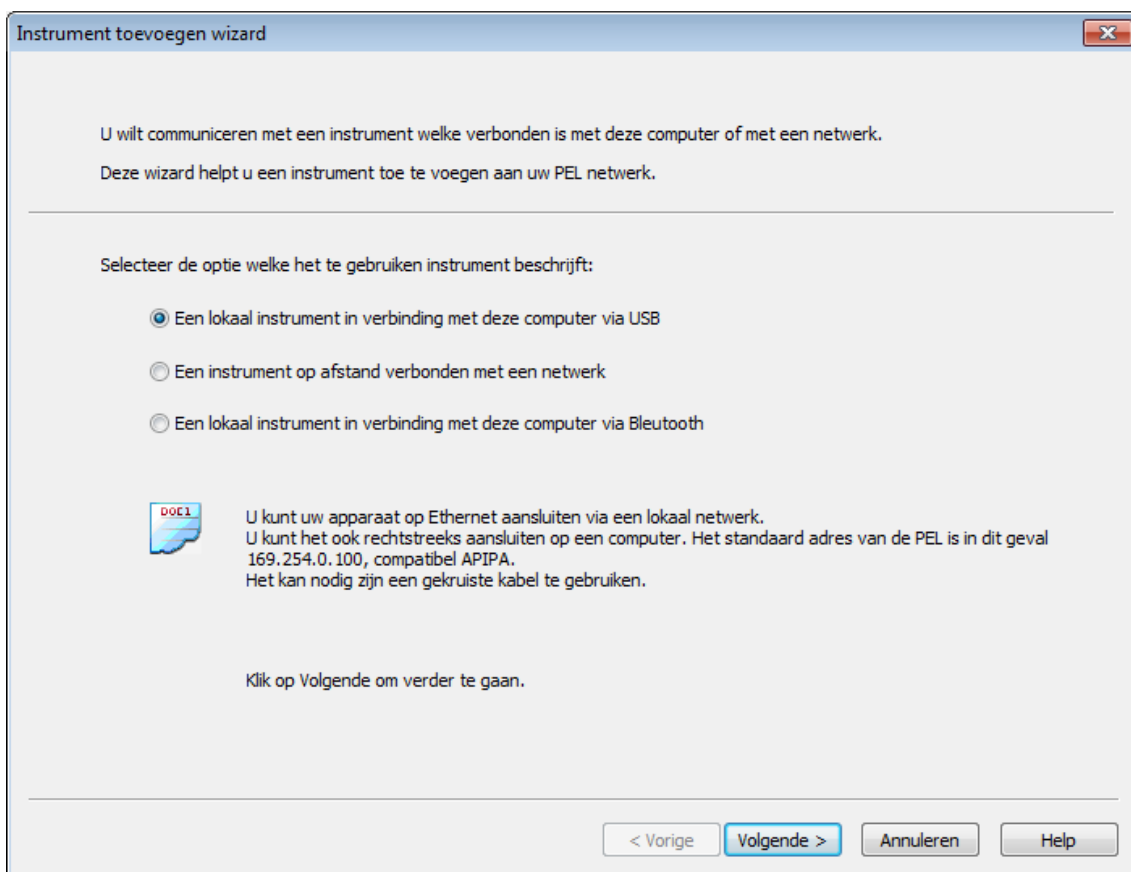 Instrument toevoegen wizard
U wilt communiceren met een instrument welke verbonden is met deze computer of met een netwerk.
Deze wizard helpt u een instrument toe te voegen aan uw PEL netwerk.
Selecteer de optie welke het te gebruiken instrument beschrijft:
Een lokaal instrument in verbinding met deze computer via USB
Een instrument op afstand verbonden met een netwerk
Een lokaal instrument in verbinding met deze computer via Bleutooth
DOC1
U kunt uw apparaat op Ethernet aansluiten via een lokaal netwerk.
U kunt het ook rechtstreeks aansluiten op een computer. Het standaard adres van de PEL is in dit geval
169.254.0.100, compatibel APIPA.
Het kan nodig zijn een gekruiste kabel te gebruiken.
Klik op Volgende om verder te gaan.
< Vorige Volgende > Annuleren Help